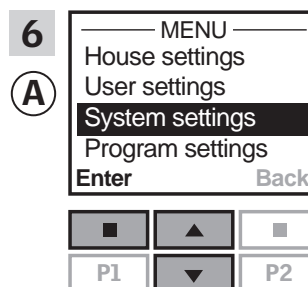 6
A
MENU
House settings
User settings
System settings
Program settings
Enter Back
P1 P2